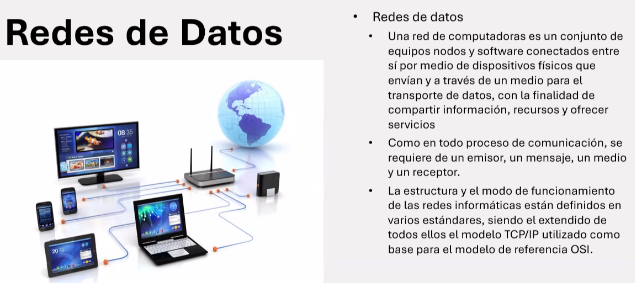 Redes de Datos
• Redes de datos
• Una red de computadoras es un conjunto de
equipos nodos y software conectados entre
sí por medio de dispositivos físicos que
envían y a través de un medio para el
transporte de datos, con la finalidad de
compartir información, recursos y ofrecer
servicios
• Como en todo proceso de comunicación, se
requiere de un emisor, un mensaje, un medio
y un receptor.
• La estructura y el modo de funcionamiento
de las redes informáticas están definidos en
varios estándares, siendo el extendido de
todos ellos el modelo TCP/IP utilizado como
base para el modelo de referencia OSI.
08:35